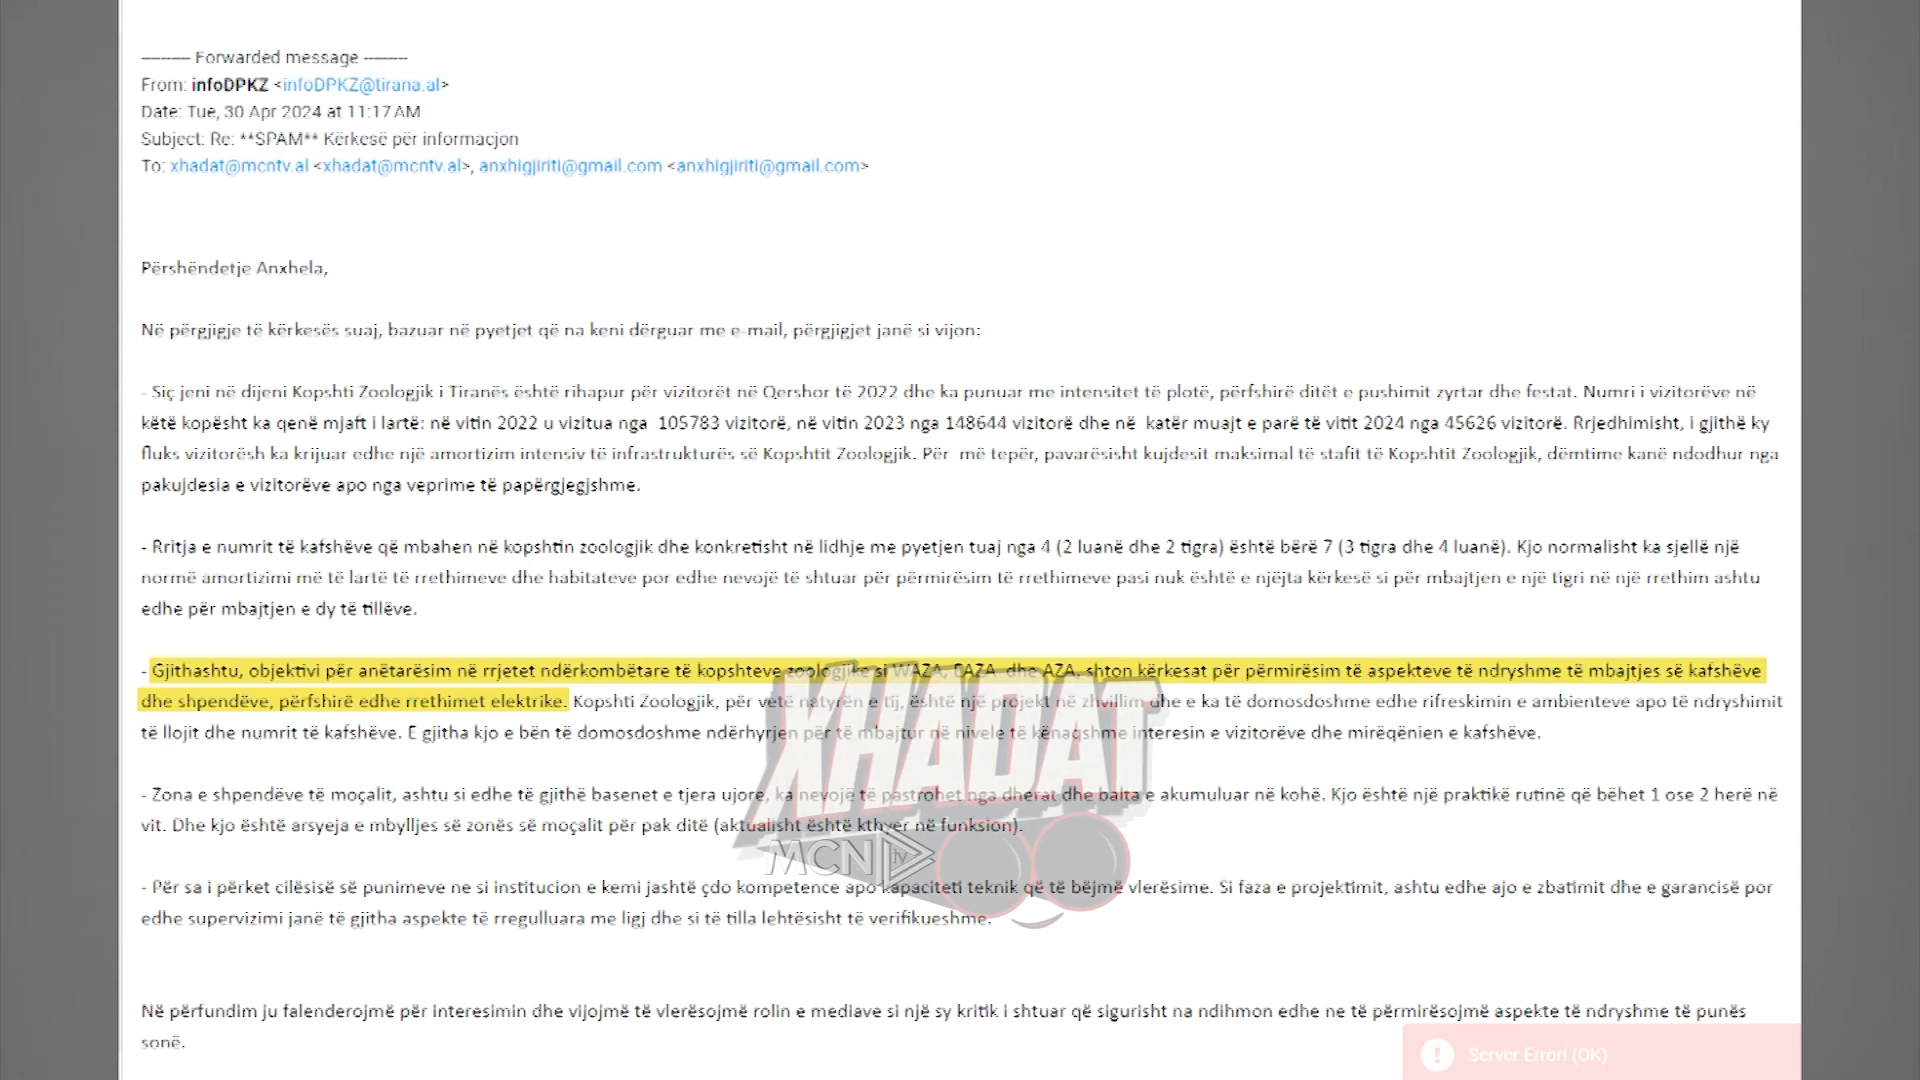 ---------- Forwarded message ---------
From: infoDPKZ <infoDPKZ@tirana.al>
Date: Tue, 30 Apr 2024 at 11:17 AM
Subject: Re: **SPAM** Kërkesë për informacjon
To: xhadat@mcntv.al <xhadat@mcntv.al>, anxhigjiriti@gmail.com <anxhigjiriti@gmail.com>
Përshëndetje Anxhela,
Në përgjigje të kërkesës suaj, bazuar në pyetjet që na keni dërguar me e-mail, përgjigjet janë si vijon:
- Siç jeni në dijeni Kopshti Zoologjik i Tiranës është rihapur për vizitorët në Qershor të 2022 dhe ka punuar me intensitet të plotë, përfshirë ditët e pushimit zyrtar dhe festat. Numri i vizitorëve në
këtë kopësht ka qenë mjaft i lartë: në vitin 2022 u vizitua nga 105783 vizitorë, në vitin 2023 nga 148644 vizitorë dhe në katër muajt e parë të vitit 2024 nga 45626 vizitorë. Rrjedhimisht, i gjithë ky
fluks vizitorësh ka krijuar edhe një amortizim intensiv të infrastrukturës së Kopshtit Zoologjik. Për më tepër, pavarësisht kujdesit maksimal të stafit të Kopshtit Zoologjik, dëmtime kanë ndodhur nga
pakujdesia e vizitorëve apo nga veprime të papërgjegjshme.
- Rritja e numrit të kafshëve që mbahen në kopshtin zoologjik dhe konkretisht në lidhje me pyetjen tuaj nga 4 (2 luanë dhe 2 tigra) është bërë 7 (3 tigra dhe 4 luanë). Kjo normalisht ka sjellë një
normë amortizimi më të lartë të rrethimeve dhe habitateve por edhe nevojë të shtuar për përmirësim të rrethimeve pasi nuk është e njëjta kërkesë si për mbajtjen e një tigri në një rrethim ashtu
edhe për mbajtjen e dy të tillëve.
- Gjithashtu, objektivi për anëtarësim në rrjetet ndërkombëtare të kopshteve zoologjike si WAZA, EAZA dhe AZA, shton kërkesat për përmirësim të aspekteve të ndryshme të mbajtjes së kafshëve
dhe shpendëve, përfshirë edhe rrethimet elektrike. Kopshti Zoologjik, për vetë natyrën e tij, është një projekt në zhvillim dhe e ka të domosdoshme edhe rifreskimin e ambienteve apo të ndryshimit
të llojit dhe numrit të kafshëve. E gjitha kjo e bën të domosdoshme ndërhyrjen për të mbajtur në nivele të kënaqshme interesin e vizitorëve dhe mirëqënien e kafshëve.
- Zona e shpendëve të moçalit, ashtu si edhe të gjithë basenet e tjera ujore, ka nevojë të pastrohet nga dherat dhe balta e akumuluar në kohë. Kjo është një praktikë rutinë që bëhet 1 ose 2 herë në
vit. Dhe kjo është arsyeja e mbylljes së zonës së moçalit për pak ditë (aktualisht është kthyer në funksion).
- Për sa i përket cilësisë së punimeve ne si institucion e kemi jashtë çdo kompetence apo kapaciteti teknik që të bëjmë vlerësime. Si faza e projektimit, ashtu edhe ajo e zbatimit dhe e garancisë por
edhe supervizimi janë të gjitha aspekte të rregulluara me ligj dhe si të tilla lehtësisht të verifikueshme.
XHADAT
MCN tv
Në përfundim ju falenderojmë për interesimin dhe vijojmë të vlerësojmë rolin e mediave si një sy kritik i shtuar që sigurisht na ndihmon edhe ne të përmirësojmë aspekte të ndryshme të punës
sonë.
Server Error! (OK)